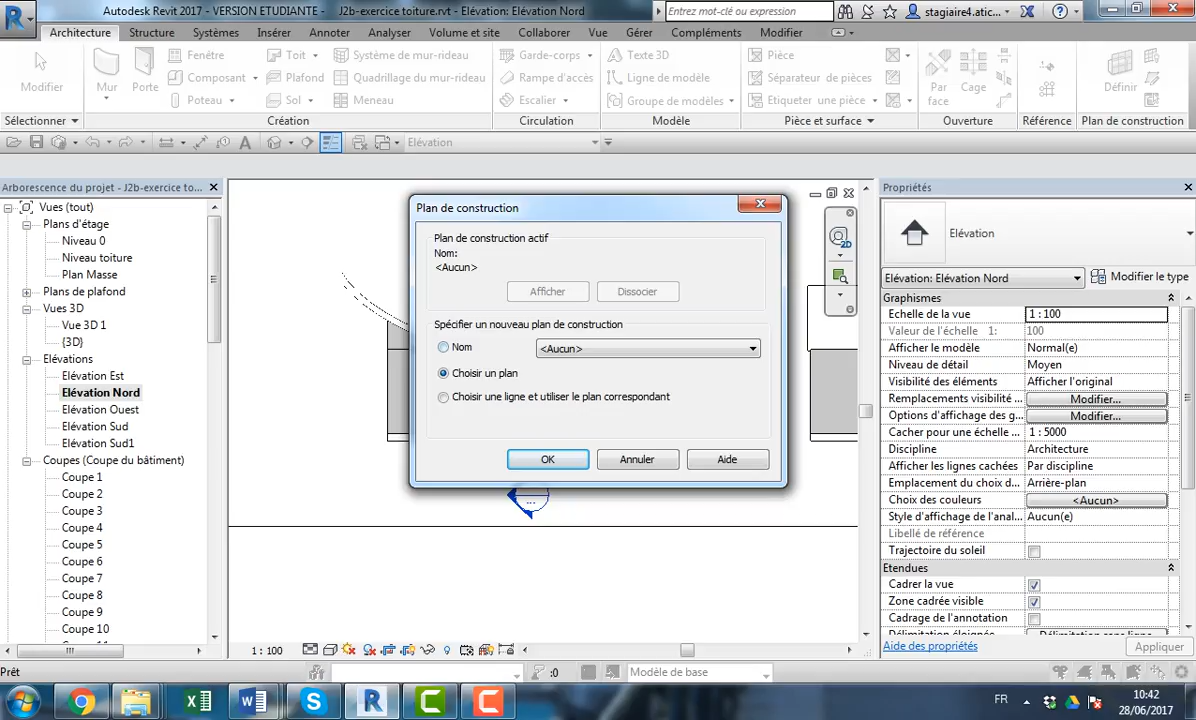 Autodesk Revit 2017 - VERSION ETUDIANTE - J2b-exercice toiture.rvt - Elévation: Elévation Nord
Entrez mot-clé ou expression
stagiaire4.atic...
Architecture Structure Systèmes Insérer Annoter Analyser Volume et site Collaborer Vue Gérer Compléments Modifier
Fenêtre Toit Système de mur-rideau Garde-corps Texte 3D Pièce
Modifier Mur Porte Composant Plafond Quadrillage du mur-rideau Rampe d'accès Ligne de modèle Séparateur de pièces Par face Cage Définir
Poteau Sol Meneau Escalier Groupe de modèles Etiqueter une pièce
Sélectionner Création Circulation Modèle Pièce et surface Ouverture Référence Plan de construction
Elévation
Arborescence du projet - J2b-exercice to...
Vues (tout)
Plans d'étage
Niveau 0
Niveau toiture
Plan Masse
Plans de plafond
Vues 3D
Vue 3D 1
{3D}
Elévations
Elévation Est
Elévation Nord
Elévation Ouest
Elévation Sud
Elévation Sud1
Coupes (Coupe du bâtiment)
Coupe 1
Coupe 2
Coupe 3
Coupe 4
Coupe 5
Coupe 6
Coupe 7
Coupe 8
Coupe 9
Coupe 10
Plan de construction
Plan de construction actif
Nom:
<Aucun>
Afficher Dissocier
Spécifier un nouveau plan de construction
Nom <Aucun>
Choisir un plan
Choisir une ligne et utiliser le plan correspondant
OK Annuler Aide
2D
...
Propriétés
Elévation
Elévation: Elévation Nord Modifier le type
Graphismes
Echelle de la vue 1 : 100
Valeur de l'échelle 1: 100
Afficher le modèle Normal(e)
Niveau de détail Moyen
Visibilité des éléments Afficher l'original
Remplacements visibilité ... Modifier...
Options d'affichage des g... Modifier...
Cacher pour une échelle ... 1 : 5000
Discipline Architecture
Afficher les lignes cachées Par discipline
Emplacement du choix d... Arrière-plan
Choix des couleurs <Aucun>
Style d'affichage de l'anal... Aucun(e)
Libellé de référence
Trajectoire du soleil
Etendues
Cadrer la vue
Zone cadrée visible
Cadrage de l'annotation
Aide des propriétés Appliquer
1 : 100
Prêt
:0
Modèle de base
FR
10:42
28/06/2017